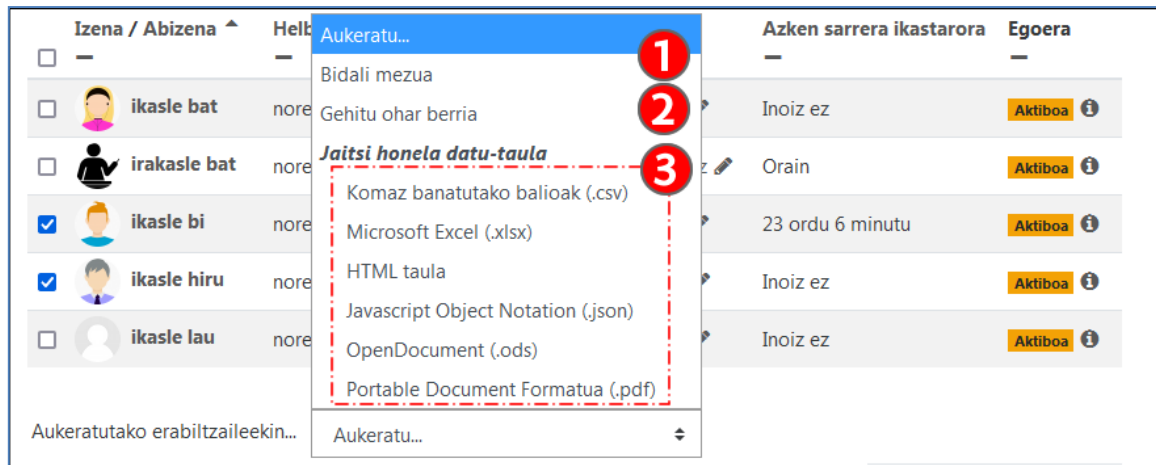 Izena / Abizena Helb Azken sarrera ikastarora Egoera
Aukeratu...
1
Bidali mezua
2
Gehitu ohar berria
Jaitsi honela datu-taula
3
Komaz banatutako balioak (.csv)
Microsoft Excel (.xlsx)
HTML taula
Javascript Object Notation (.json)
OpenDocument (.ods)
Portable Document Formatua (.pdf)
ikasle bat nore Inoiz ez Aktiboa
irakasle bat nore z Orain Aktiboa
ikasle bi nore 23 ordu 6 minutu Aktiboa
ikasle hiru nore Inoiz ez Aktiboa
ikasle lau nore Inoiz ez Aktiboa
Aukeratutako erabiltzaileekin... Aukeratu...